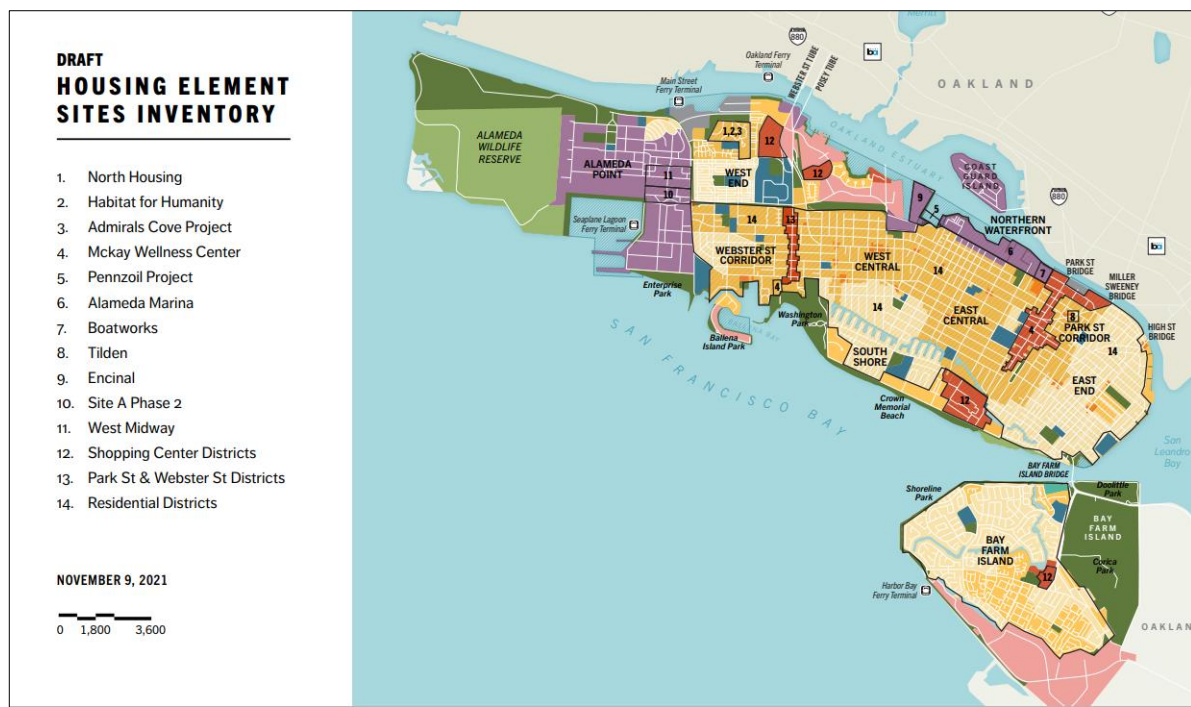 DRAFT
HOUSING ELEMENT
SITES INVENTORY
1. North Housing
2. Habitat for Humanity
3. Admirals Cove Project
4. Mckay Wellness Center
5. Pennzoil Project
6. Alameda Marina
7. Boatworks
8. Tilden
9. Encinal
10. Site A Phase 2
11. West Midway
12. Shopping Center Districts
13. Park St & Webster St Districts
14. Residential Districts
NOVEMBER 9, 2021
0 1,800 3,600
Merritt
880
Oakland Ferry
Terminal
WEBSTER ST TUBE
POSEY TUBE
OAKLAND
Main Street
Ferry Terminal
ALAMEDA
WILDLIFE
RESERVE
ALAMEDA
POINT
1,2,3
12
WEST
END
12
OAKLAND ESTUARY
COAST
GUARD
ISLAND
880
11
10
9
5
NORTHERN
WATERFRONT
Seaplane Lagoon
Ferry Terminal
14
13
WEBSTER ST
CORRIDOR
WEST
CENTRAL
14
6
7
PARK ST
BRIDGE
MILLER
SWEENEY
BRIDGE
Enterprise
Park
4
Washington
Park
14
EAST
CENTRAL
4
8
PARK ST
CORRIDOR
14
HIGH ST
BRIDGE
BALLENA BAY
Ballena
Island Park
SOUTH
SHORE
EAST
END
SAN FRANCISCO BAY
Crown
Memorial
Beach
12
San
Leandro
Bay
BAY FARM
ISLAND BRIDGE
Shoreline
Park
Doolittle
Park
BAY
FARM
ISLAND
BAY
FARM
ISLAND
Corica
Park
12
Harbor Bay
Ferry Terminal
OAKLAN